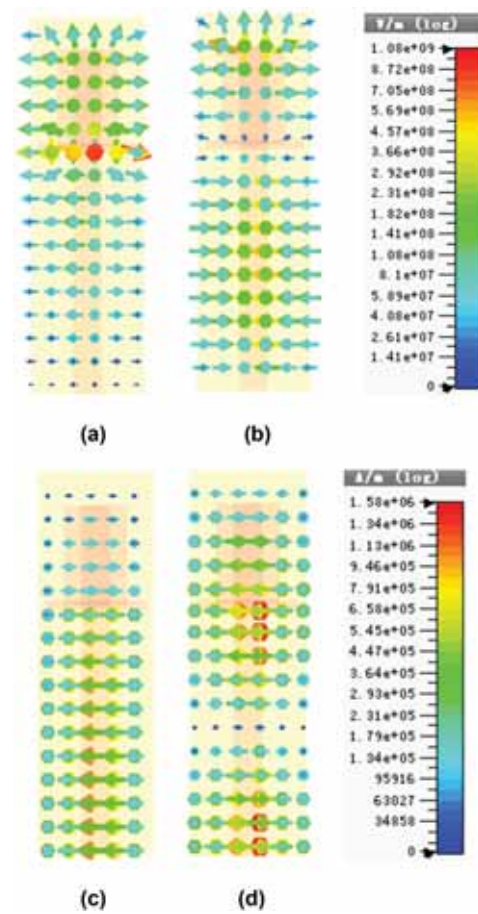 V/m (log)
1.08e+09
8.72e+08
7.05e+08
5.69e+08
4.57e+08
3.66e+08
2.92e+08
2.31e+08
1.82e+08
1.41e+08
1.08e+08
8.1e+07
5.89e+07
4.08e+07
2.61e+07
1.41e+07
0
(a)
(b)
A/m (log)
1.58e+06
1.34e+06
1.13e+06
9.46e+05
7.91e+05
6.58e+05
5.45e+05
4.47e+05
3.64e+05
2.93e+05
2.31e+05
1.79e+05
1.34e+05
95916
63027
34858
0
(c)
(d)